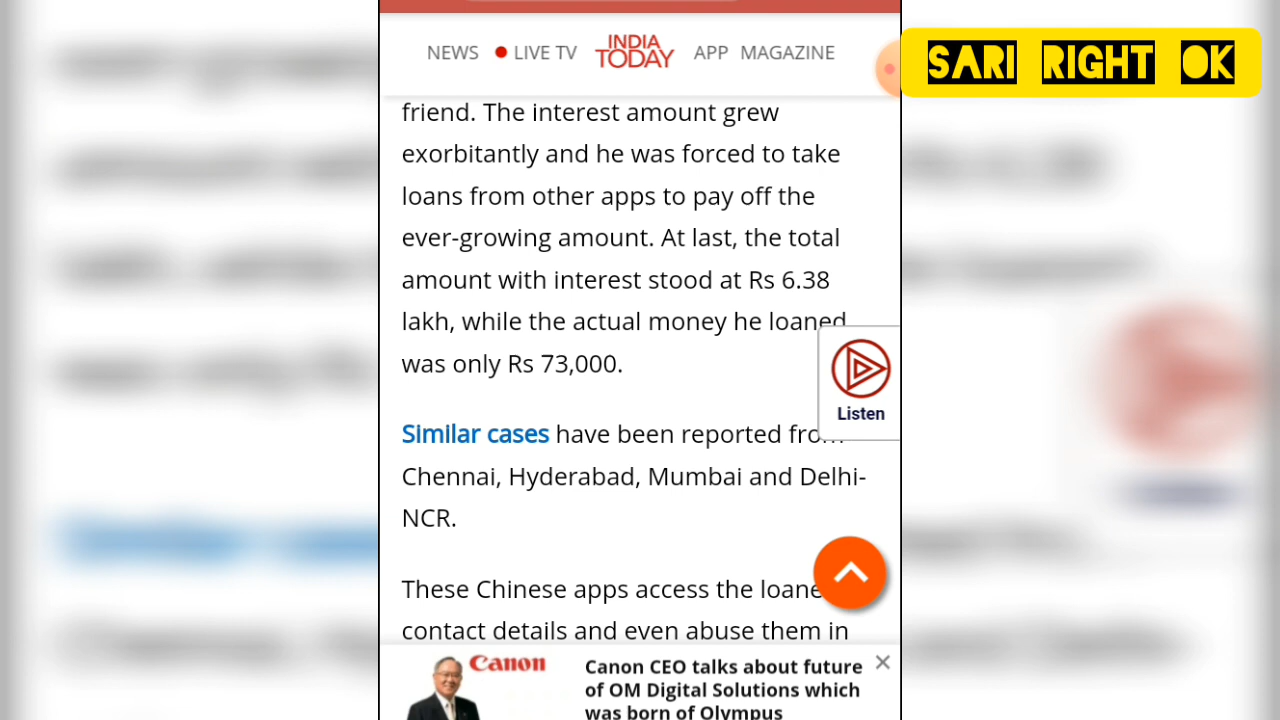 NEWS LIVE TV INDIA TODAY APP MAGAZINE
SARI RIGHT OK
friend. The interest amount grew
exorbitantly and he was forced to take
loans from other apps to pay off the
ever-growing amount. At last, the total
amount with interest stood at Rs 6.38
lakh, while the actual money he loaned
was only Rs 73,000.
Listen
Similar cases have been reported from
Chennai, Hyderabad, Mumbai and Delhi-
NCR.
These Chinese apps access the
contact details and even abuse them in
Canon
Canon CEO talks about future
of OM Digital Solutions which
was born of Olympus